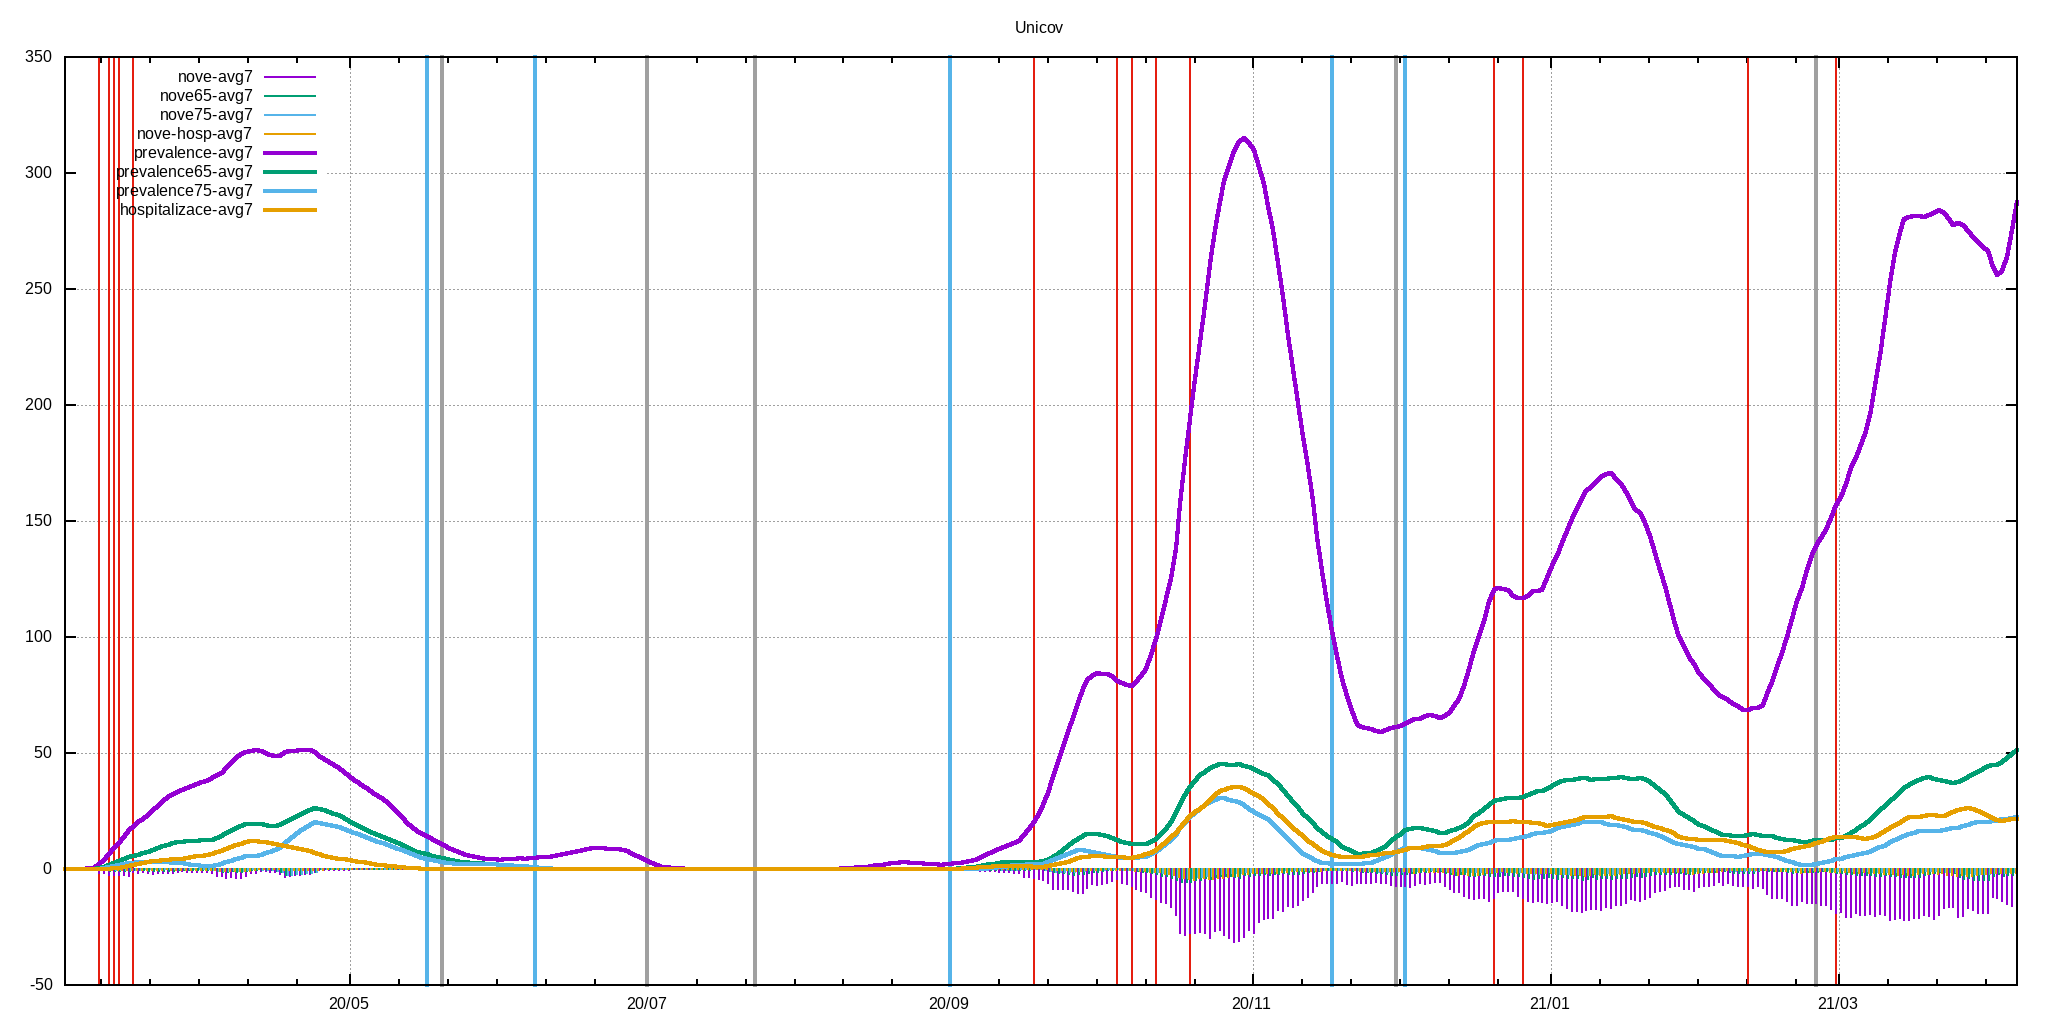 Unicov
350
300
250
200
150
100
50
0
-50
nove-avg7
nove65-avg7
nove75-avg7
nove-hosp-avg7
prevalence-avg7
prevalence65-avg7
prevalence75-avg7
hospitalizace-avg7
20/05 20/07 20/09 20/11 21/01 21/03